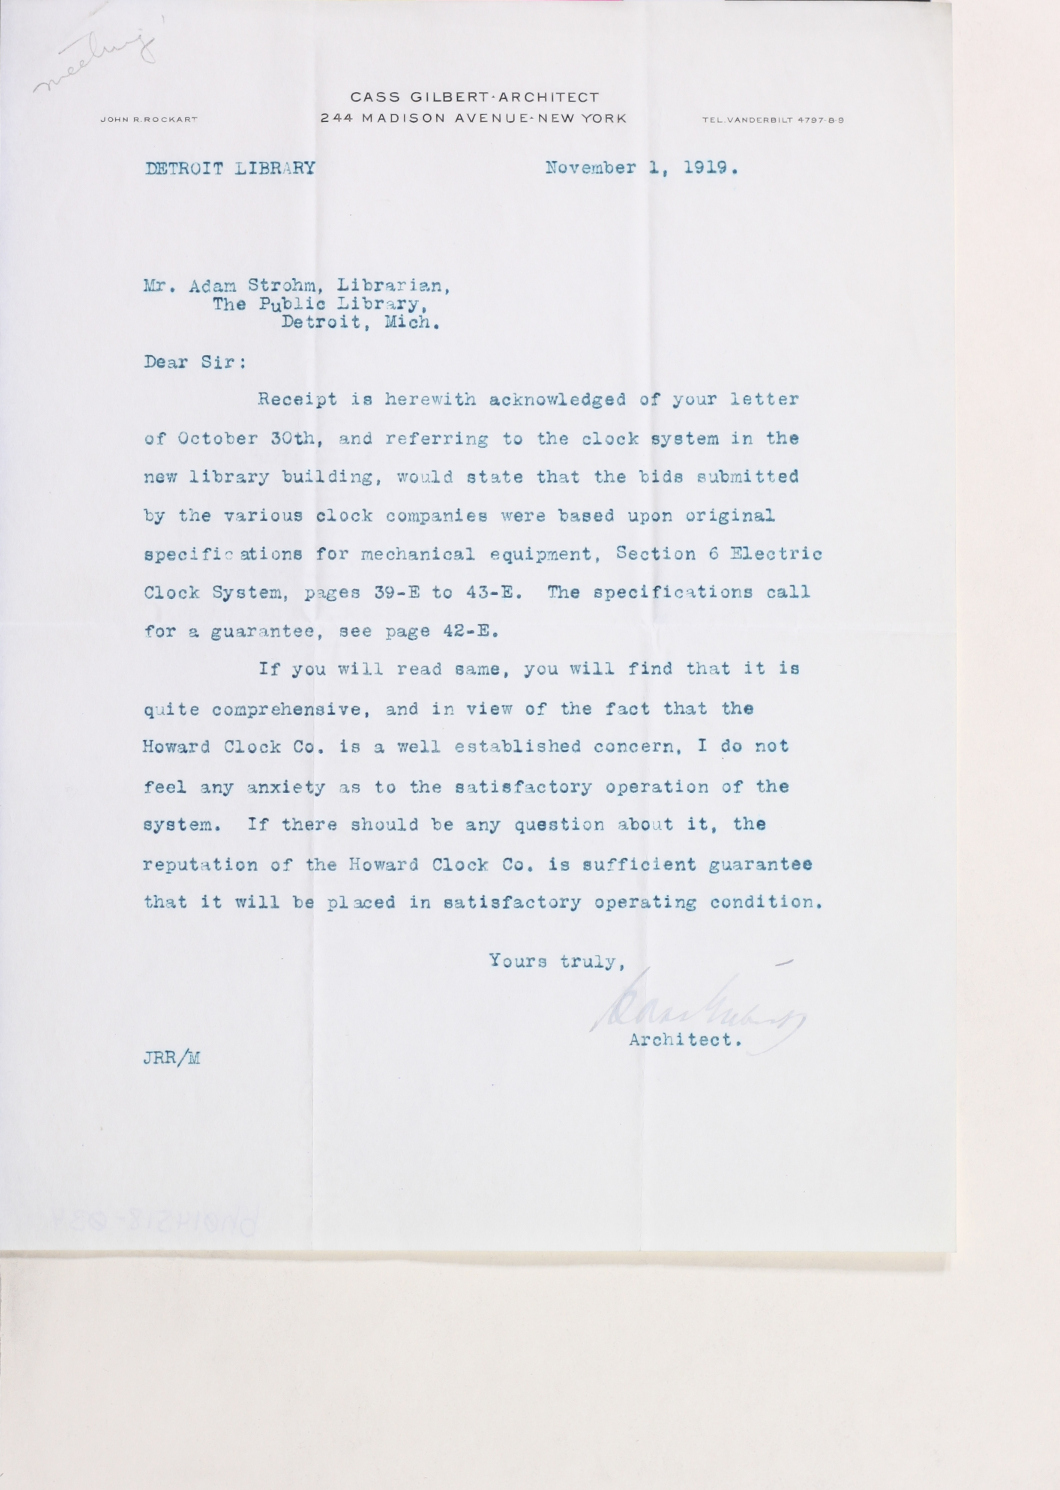 meeting
CASS GILBERT-ARCHITECT
JOHN R. ROCKART
244 MADISON AVENUE-NEW YORK
TEL. VANDERBILT 4797-8-9
DETROIT LIBRARY
November 1, 1919.
Mr. Adam Strohm, Librarian,
The Public Library,
Detroit, Mich.
Dear Sir:
Receipt is herewith acknowledged of your letter
of October 30th, and referring to the clock system in the
new library building, would state that the bids submitted
by the various clock companies were based upon original
specifications for mechanical equipment, Section 6 Electric
Clock System, pages 39-E to 43-E. The specifications call
for a guarantee, see page 42-E.
If you will read same, you will find that it is
quite comprehensive, and in view of the fact that the
Howard Clock Co. is a well established concern, I do not
feel any anxiety as to the satisfactory operation of the
system. If there should be any question about it, the
reputation of the Howard Clock Co. is sufficient guarantee
that it will be placed in satisfactory operating condition.
Yours truly,
Cass Gilbert
Architect.
JRR/M